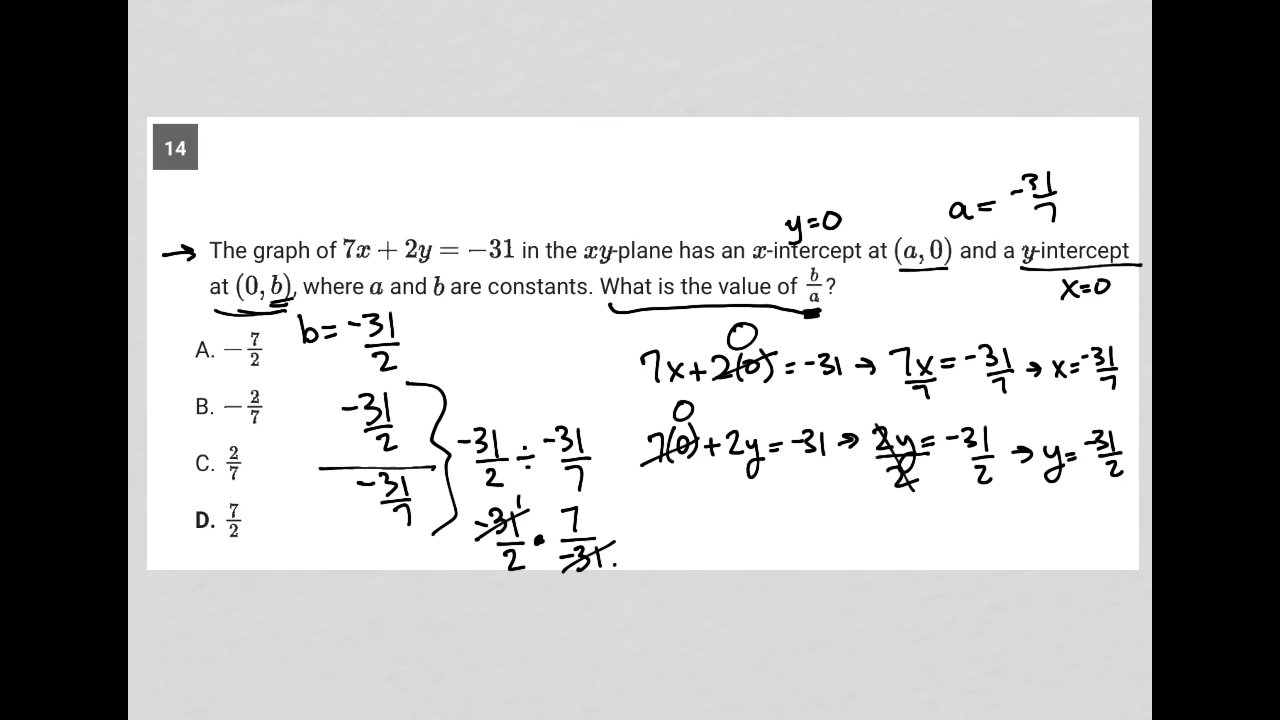 14
a = -31/7
y=0
→ The graph of 7x + 2y = −31 in the xy-plane has an x-intercept at (a, 0) and a y-intercept
x=0
at (0, b), where a and b are constants. What is the value of b/a?
b = -31/2
A. −7/2
B. −2/7
C. 2/7
D. 7/2
-31/2
-31/7
-31/2 ÷ -31/7
1
-31/2 · 7/-31
0
7x+2(0) = -31 → 7x/7 = -31/7 → x = -31/7
0
7(0)+2y = -31 → 2y/2 = -31/2 → y = -31/2